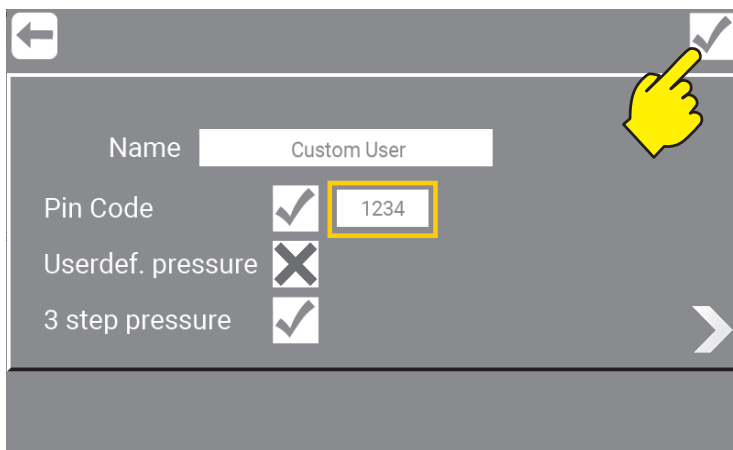 Name Custom User
Pin Code 1234
Userdef. pressure
3 step pressure